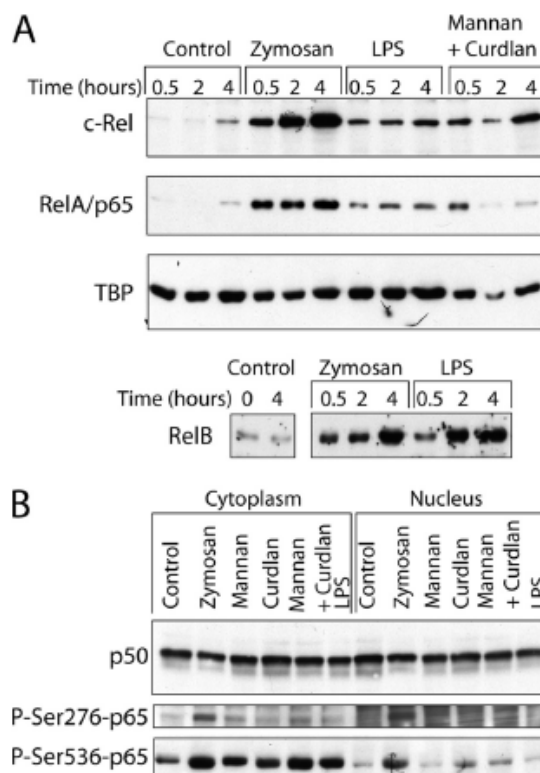 A
Control Zymosan LPS Mannan + Curdlan
Time (hours) 0.5 2 4 0.5 2 4 0.5 2 4 0.5 2 4
c-Rel
RelA/p65
TBP
Control Zymosan LPS
Time (hours) 0 4 0.5 2 4 0.5 2 4
RelB
B
Cytoplasm Nucleus
Control Zymosan Mannan Curdlan Mannan + Curdlan LPS Control Zymosan Mannan Curdlan Mannan + Curdlan LPS
p50
P-Ser276-p65
P-Ser536-p65